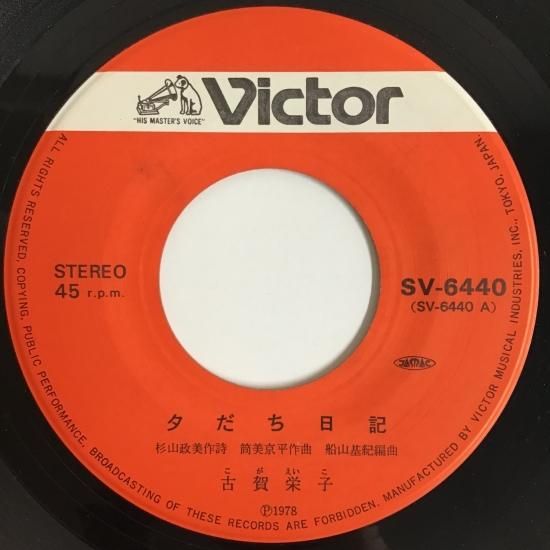 "HIS MASTER'S VOICE"
Victor
STEREO
45 r.p.m.
SV-6440
(SV-6440 A)
JASRAC
夕だち日記
杉山政美作詩 筒美京平作曲 船山基紀編曲
こ が えい こ
古賀栄子
Ⓟ1978
ALL RIGHTS RESERVED, COPYING, PUBLIC PERFORMANCE, BROADCASTING OF THESE RECORDS ARE FORBIDDEN. MANUFACTURED BY VICTOR MUSICAL INDUSTRIES, INC., TOKYO, JAPAN.